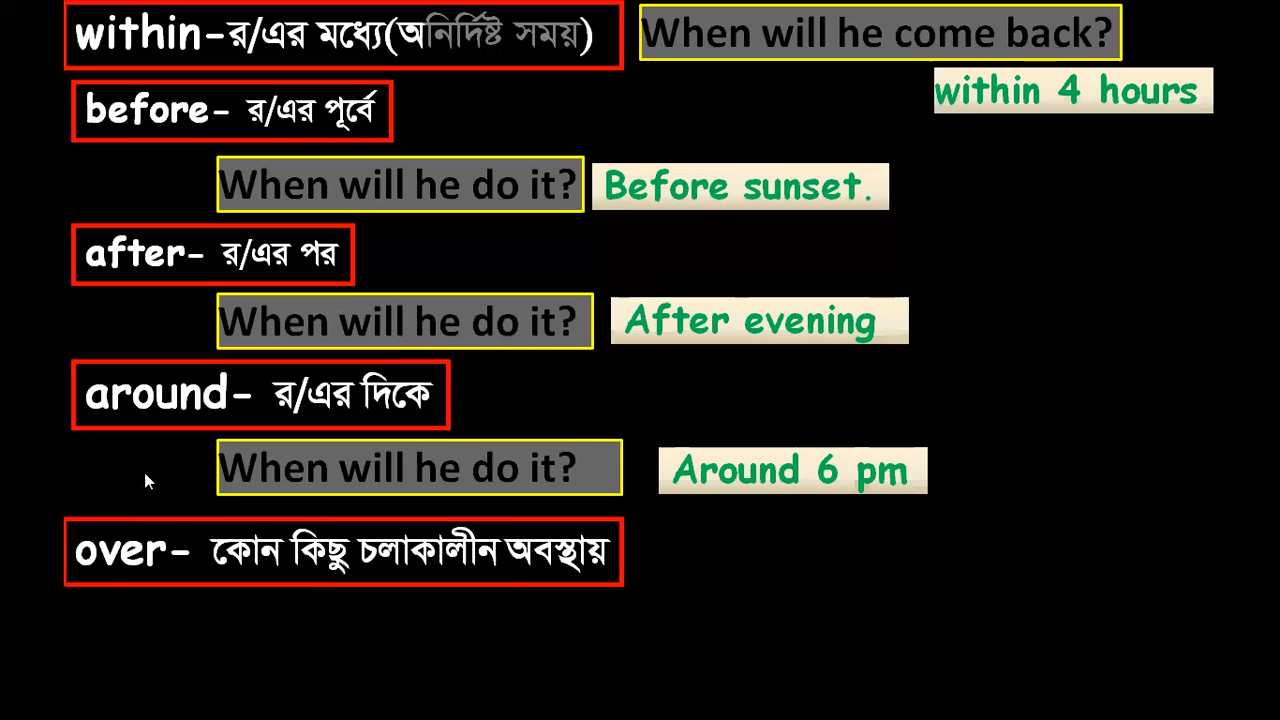 within-র/এর মধ্যে(অনির্দিষ্ট সময়) When will he come back?
within 4 hours
before- র/এর পূর্বে
When will he do it? Before sunset.
after- র/এর পর
When will he do it? After evening
around- র/এর দিকে
When will he do it? Around 6 pm
over- কোন কিছু চলাকালীন অবস্থায়